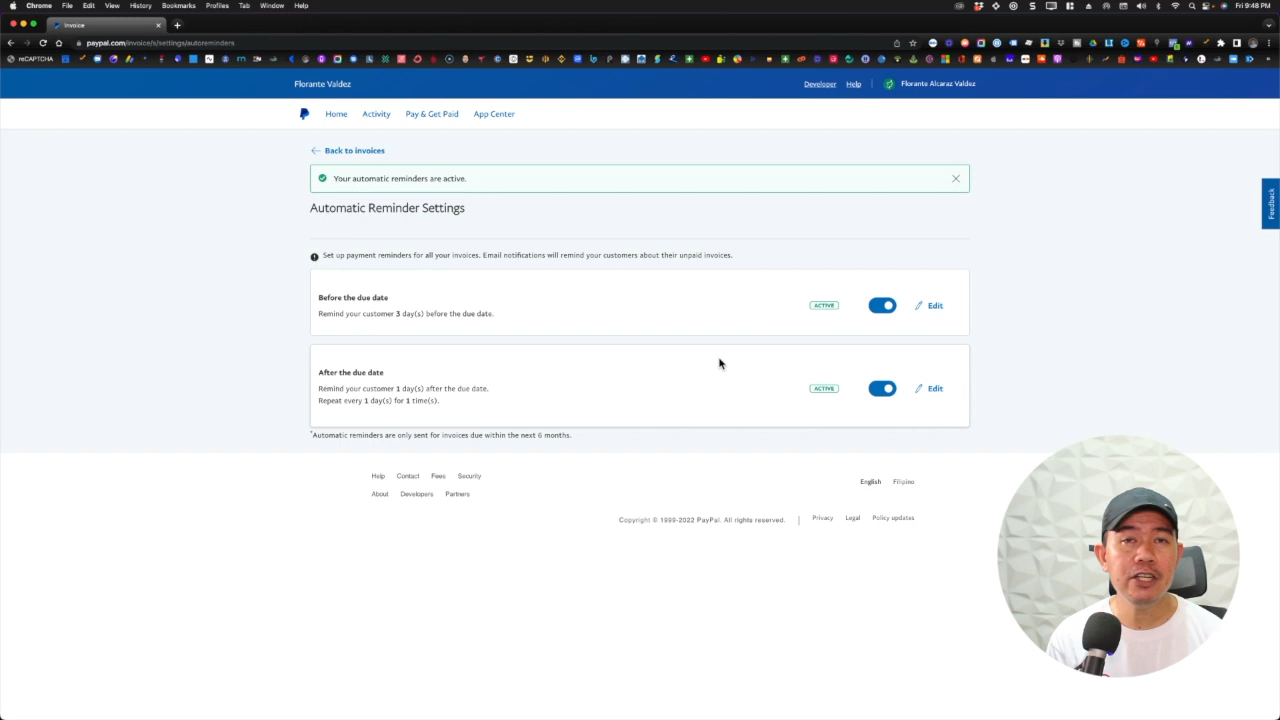 Chrome File Edit View History Bookmarks Profiles Tab Window Help Fri 9:48 PM
Invoice
paypal.com/invoice/s/settings/autoreminders
reCAPTCHA
Florante Valdez Developer Help Florante Alcaraz Valdez
Home Activity Pay & Get Paid App Center
Back to invoices
Your automatic reminders are active.
Automatic Reminder Settings
Feedback
Set up payment reminders for all your invoices. Email notifications will remind your customers about their unpaid invoices.
Before the due date
Remind your customer 3 day(s) before the due date.
ACTIVE Edit
After the due date
Remind your customer 1 day(s) after the due date.
Repeat every 1 day(s) for 1 time(s).
ACTIVE Edit
*Automatic reminders are only sent for invoices due within the next 6 months.
Help Contact Fees Security
About Developers Partners
English Filipino
Copyright © 1999-2022 PayPal. All rights reserved. | Privacy Legal Policy updates